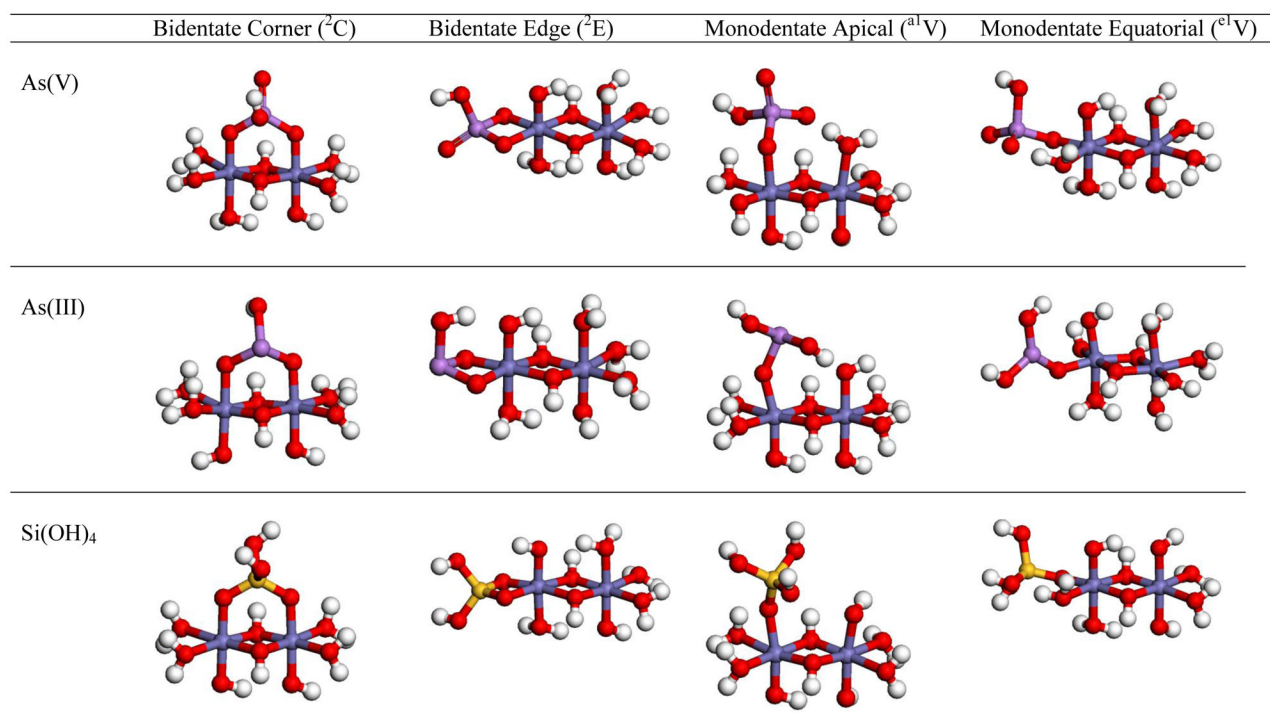 Bidentate Corner (²C) Bidentate Edge (²E) Monodentate Apical (ᵃ¹V) Monodentate Equatorial (ᵉ¹V)
As(V)
As(III)
Si(OH)₄